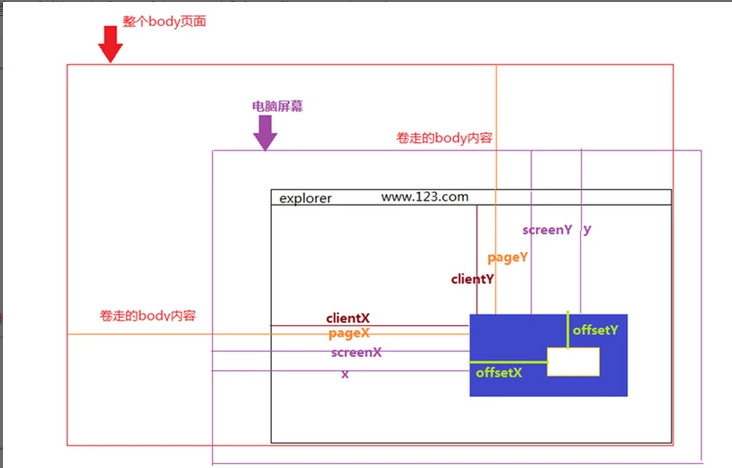 整个body页面
电脑屏幕
卷走的body内容
explorer
www.123.com
screenY
y
pageY
clientY
卷走的body内容
clientX
pageX
screenX
x
offsetY
offsetX